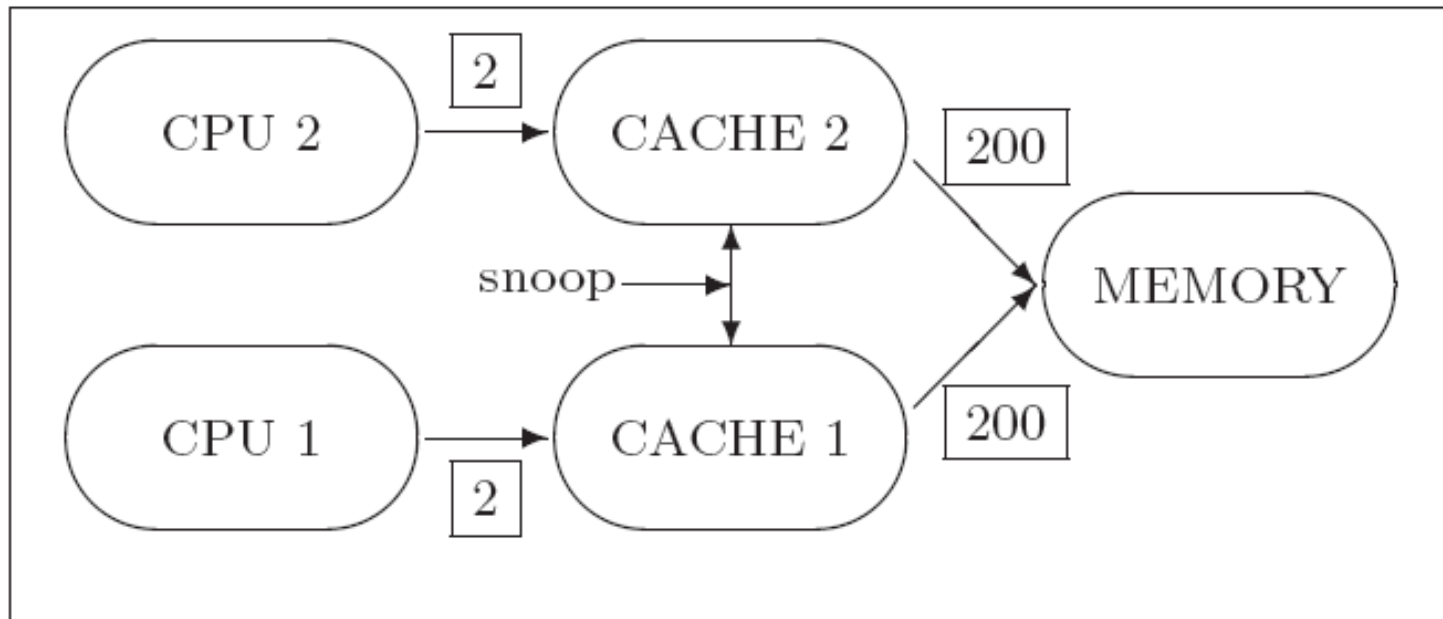 2
CPU 2
CACHE 2
200
snoop
MEMORY
CPU 1
CACHE 1
200
2